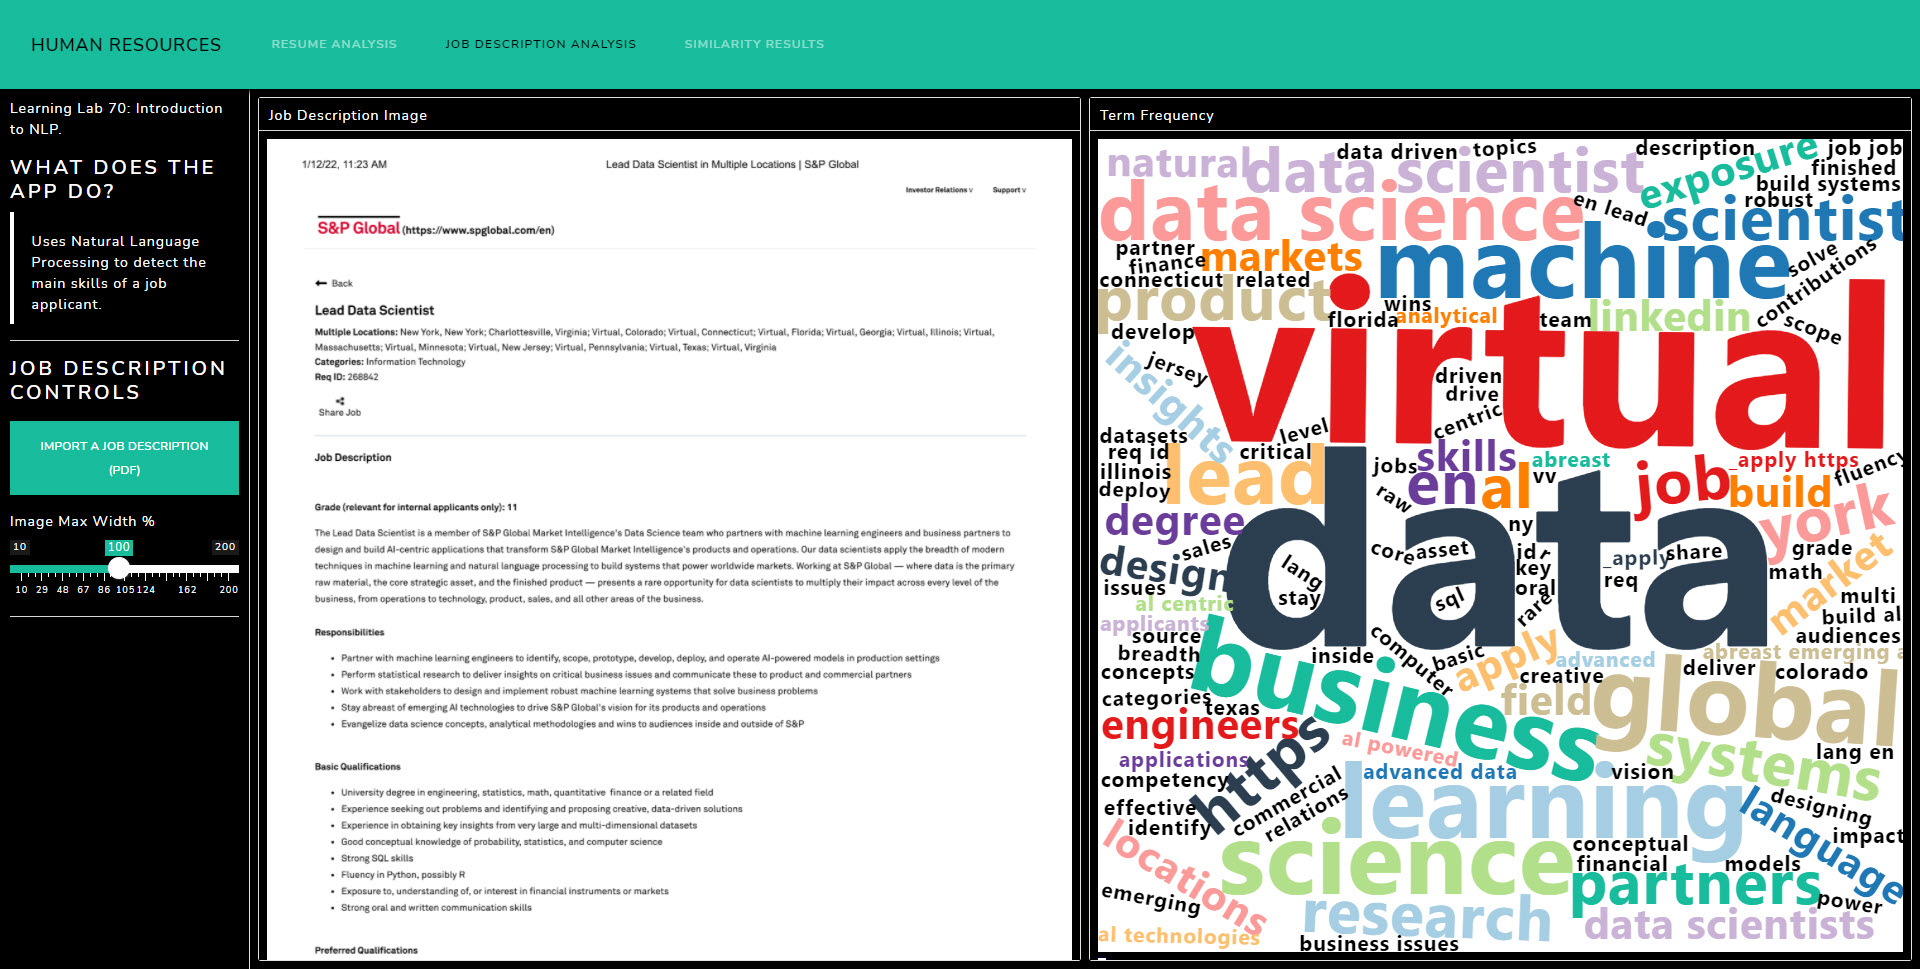 HUMAN RESOURCES
RESUME ANALYSIS
JOB DESCRIPTION ANALYSIS
SIMILARITY RESULTS
Learning Lab 70: Introduction
to NLP.
WHAT DOES THE
APP DO?
Uses Natural Language
Processing to detect the
main skills of a job
applicant.
JOB DESCRIPTION
CONTROLS
IMPORT A JOB DESCRIPTION
(PDF)
Image Max Width %
10 100 200
10 29 48 67 86 105 124 162 200
Job Description Image
1/12/22, 11:23 AM Lead Data Scientist in Multiple Locations | S&P Global
Investor Relations v Support v
S&P Global (https://www.spglobal.com/en)
Back
Lead Data Scientist
Multiple Locations: New York, New York; Charlottesville, Virginia; Virtual, Colorado; Virtual, Connecticut; Virtual, Florida; Virtual, Georgia; Virtual, Illinois; Virtual,
Massachusetts; Virtual, Minnesota; Virtual, New Jersey; Virtual, Pennsylvania; Virtual, Texas; Virtual, Virginia
Categories: Information Technology
Req ID: 268842
Share Job
Job Description
Grade (relevant for internal applicants only): 11
The Lead Data Scientist is a member of S&P Global Market Intelligence's Data Science team who partners with machine learning engineers and business partners to
design and build AI-centric applications that transform S&P Global Market Intelligence's products and operations. Our data scientists apply the breadth of modern
techniques in machine learning and natural language processing to build systems that power worldwide markets. Working at S&P Global — where data is the primary
raw material, the core strategic asset, and the finished product — presents a rare opportunity for data scientists to multiply their impact across every level of the
business, from operations to technology, product, sales, and all other areas of the business.
Responsibilities
• Partner with machine learning engineers to identify, scope, prototype, develop, deploy, and operate AI-powered models in production settings
• Perform statistical research to deliver insights on critical business issues and communicate these to product and commercial partners
• Work with stakeholders to design and implement robust machine learning systems that solve business problems
• Stay abreast of emerging AI technologies to drive S&P Global's vision for its products and operations
• Evangelize data science concepts, analytical methodologies and wins to audiences inside and outside of S&P
Basic Qualifications
• University degree in engineering, statistics, math, quantitative finance or a related field
• Experience seeking out problems and identifying and proposing creative, data-driven solutions
• Experience in obtaining key insights from very large and multi-dimensional datasets
• Good conceptual knowledge of probability, statistics, and computer science
• Strong SQL skills
• Fluency in Python, possibly R
• Exposure to, understanding of, or interest in financial instruments or markets
• Strong oral and written communication skills
Preferred Qualifications
Term Frequency
natural
data driven
topics
description
job job
data scientist
exposure
finished
build systems
data science
en lead
robust
scientist
partner
finance
markets
machine
solve
contributions
connecticut
related
product
wins
florida
analytical
team
linkedin
scope
develop
virtual
insights
jersey
driven
drive
centric
level
datasets
req id
critical
illinois
lead
jobs
skills
abreast
job
_apply https
fluency
deploy
raw
en
al
vv
build
degree
york
data
ny
design
sales
core
asset
id
r
_apply
share
grade
key
math
market
issues
lang
req
oral
stay
sql
rare
multi
al centric
build al
applicants
source
computer
audiences
breadth
inside
basic
apply
advanced
abreast emerging a
concepts
business
creative
deliver
colorado
categories
texas
field
global
engineers
https
al powered
systems
lang en
applications
competency
advanced data
vision
commercial
learning
language
designing
effective
relations
identify
impact
locations
science
conceptual
financial
models
partners
emerging
power
research
data scientists
al technologies
business issues